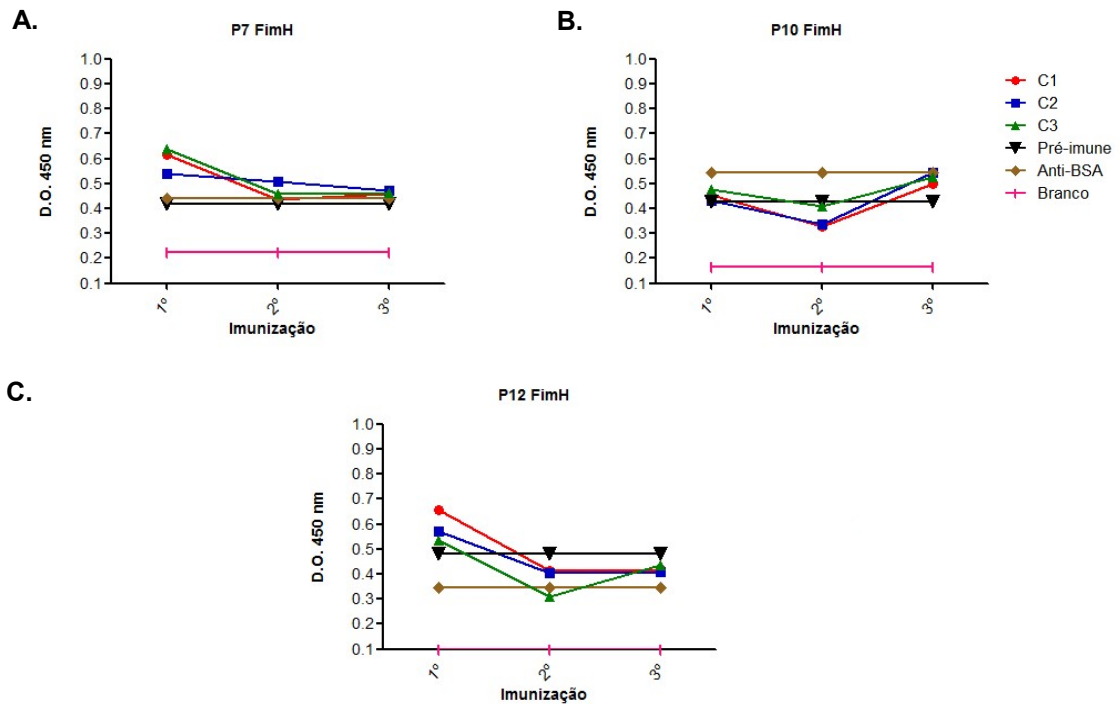 A.
P7 FimH
D.O. 450 nm
1.0
0.9
0.8
0.7
0.6
0.5
0.4
0.3
0.2
0.1
1º
2º
3º
Imunização
B.
P10 FimH
D.O. 450 nm
1.0
0.9
0.8
0.7
0.6
0.5
0.4
0.3
0.2
0.1
1º
2º
3º
Imunização
C1
C2
C3
Pré-imune
Anti-BSA
Branco
C.
P12 FimH
D.O. 450 nm
1.0
0.9
0.8
0.7
0.6
0.5
0.4
0.3
0.2
0.1
1º
2º
3º
Imunização